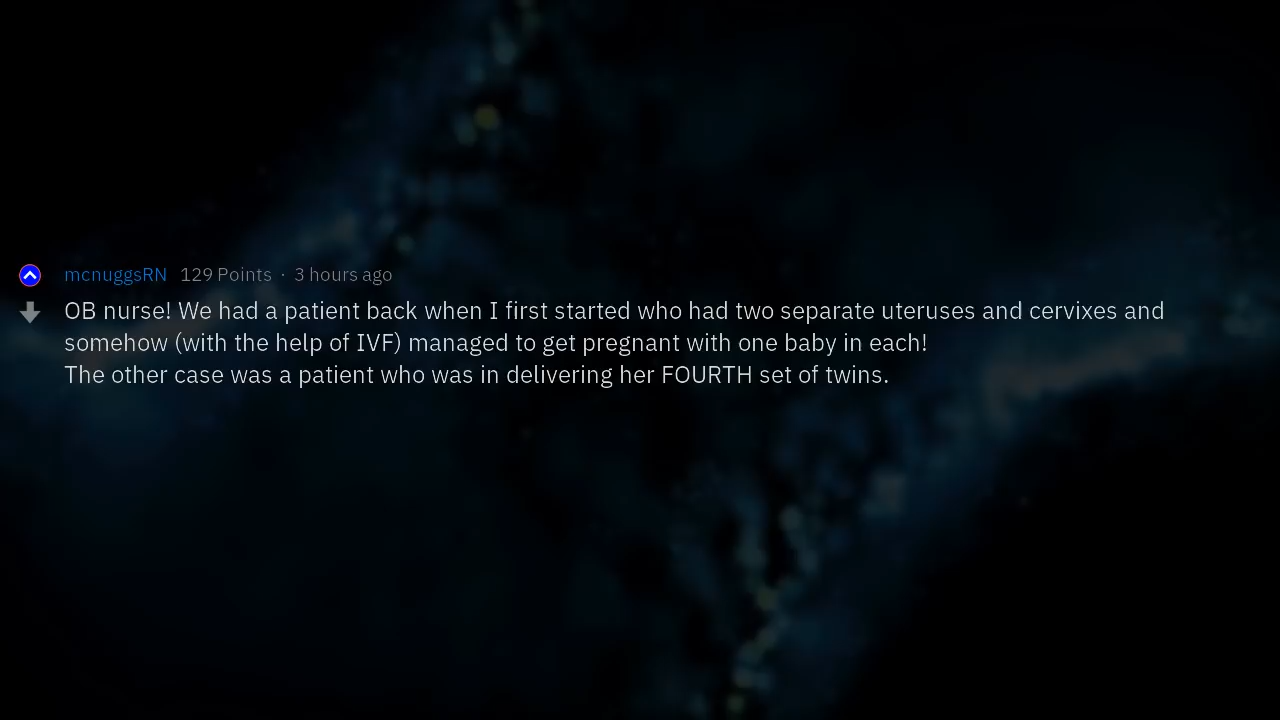 mcnuggsRN 129 Points · 3 hours ago
OB nurse! We had a patient back when I first started who had two separate uteruses and cervixes and
somehow (with the help of IVF) managed to get pregnant with one baby in each!
The other case was a patient who was in delivering her FOURTH set of twins.